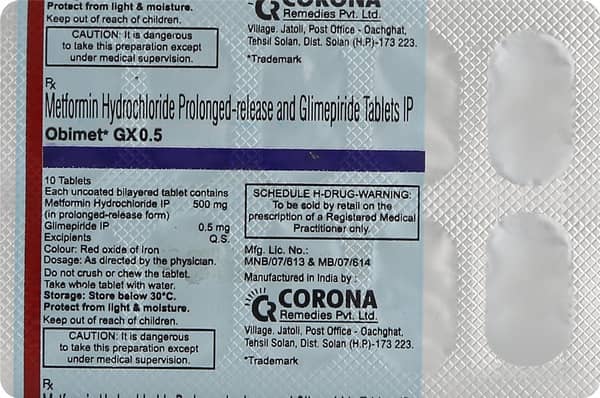 Protect from light & moisture.
Keep out of reach of children.
CAUTION: It is dangerous
to take this preparation except
under medical supervision.
CR CORONA
Remedies Pvt. Ltd.
Village. Jatoli, Post Office - Oachghat,
Tehsil Solan, Dist. Solan (H.P.)-173 223.
*Trademark
Rx
Metformin Hydrochloride Prolonged-release and Glimepiride Tablets IP
Obimet* GX0.5
10 Tablets
Each uncoated bilayered tablet contains
Metformin Hydrochloride IP 500 mg
(in prolonged-release form)
Glimepiride IP 0.5 mg
Excipients Q.S.
Colour: Red oxide of Iron
Dosage: As directed by the physician.
Do not crush or chew the tablet.
Take whole tablet with water.
Storage: Store below 30°C.
Protect from light & moisture.
Keep out of reach of children.
CAUTION: It is dangerous
to take this preparation except
under medical supervision.
SCHEDULE H-DRUG-WARNING:
To be sold by retail on the
prescription of a Registered Medical
Practitioner only.
Mfg. Lic. No.:
MNB/07/613 & MB/07/614
Manufactured in India by :
CR CORONA
Remedies Pvt. Ltd.
Village. Jatoli, Post Office - Oachghat,
Tehsil Solan, Dist. Solan (H.P.)-173 223.
*Trademark
Rx